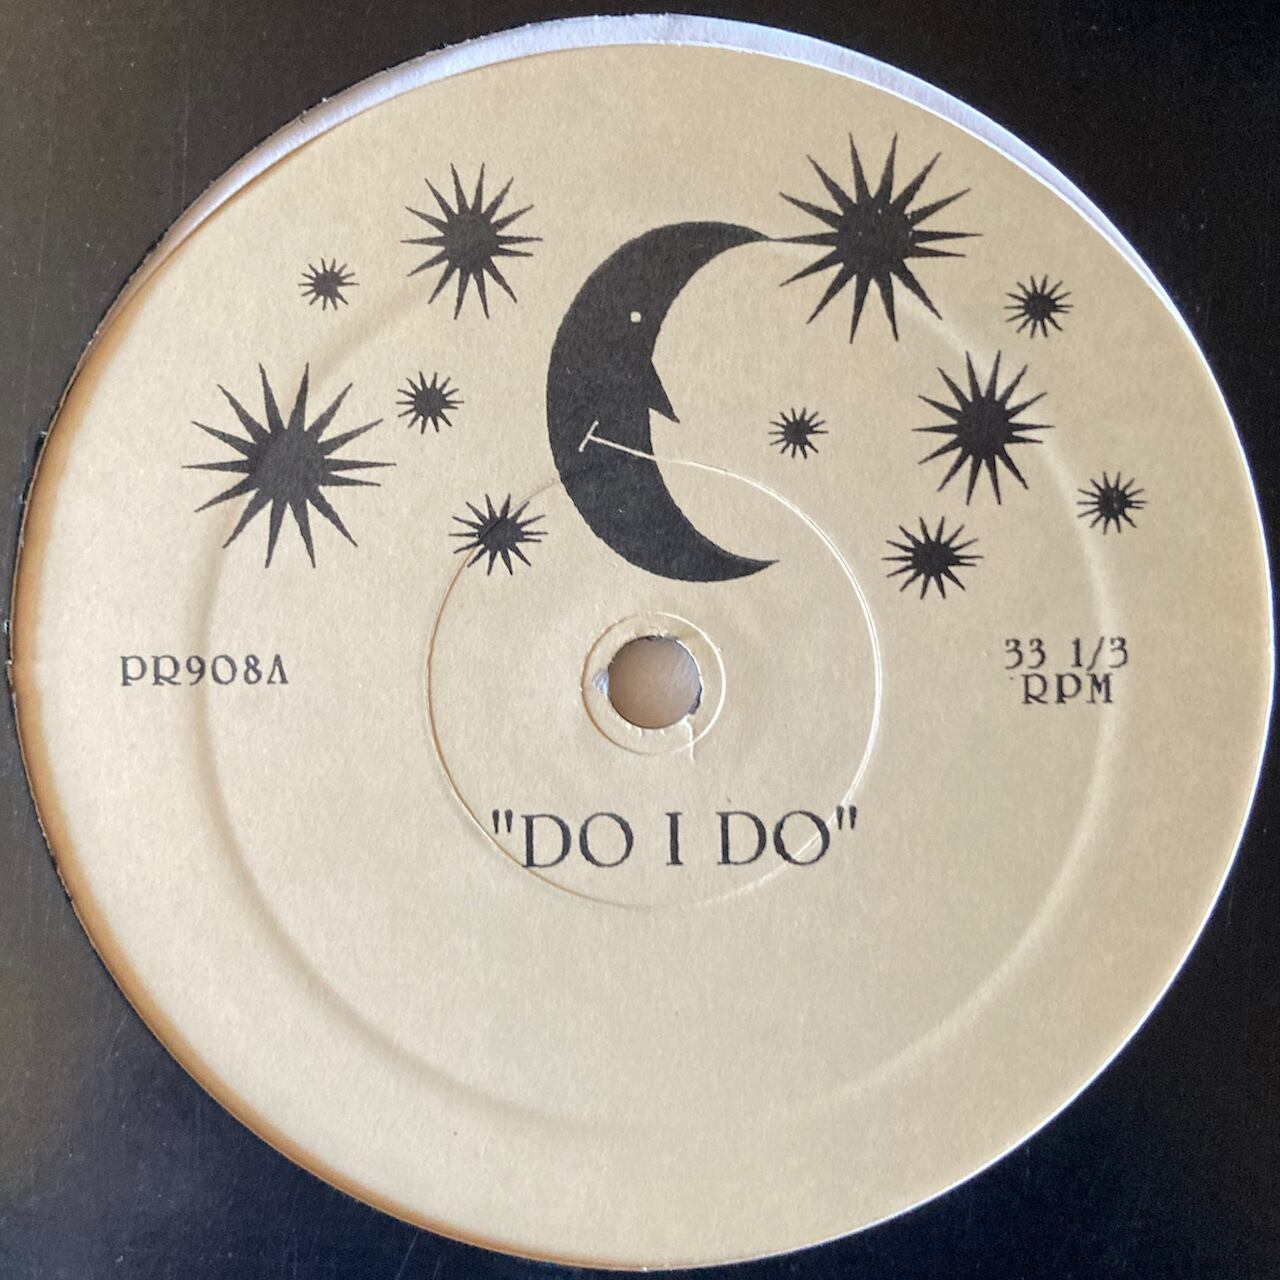 PR908A
33 1/3
RPM
"DO I DO"